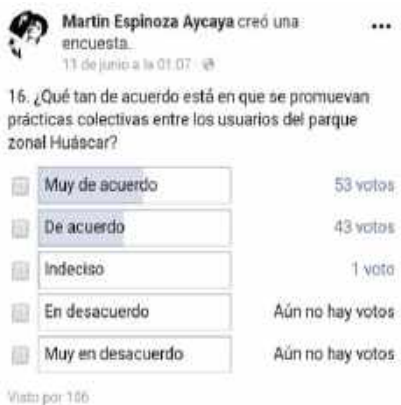 Martin Espinoza Aycaya creó una
encuesta.
11 de junio a la 01:07
16. ¿Qué tan de acuerdo está en que se promuevan
prácticas colectivas entre los usuarios del parque
zonal Huáscar?
Muy de acuerdo 53 votos
De acuerdo 43 votos
Indeciso 1 voto
En desacuerdo Aún no hay votos
Muy en desacuerdo Aún no hay votos
Visto por 106